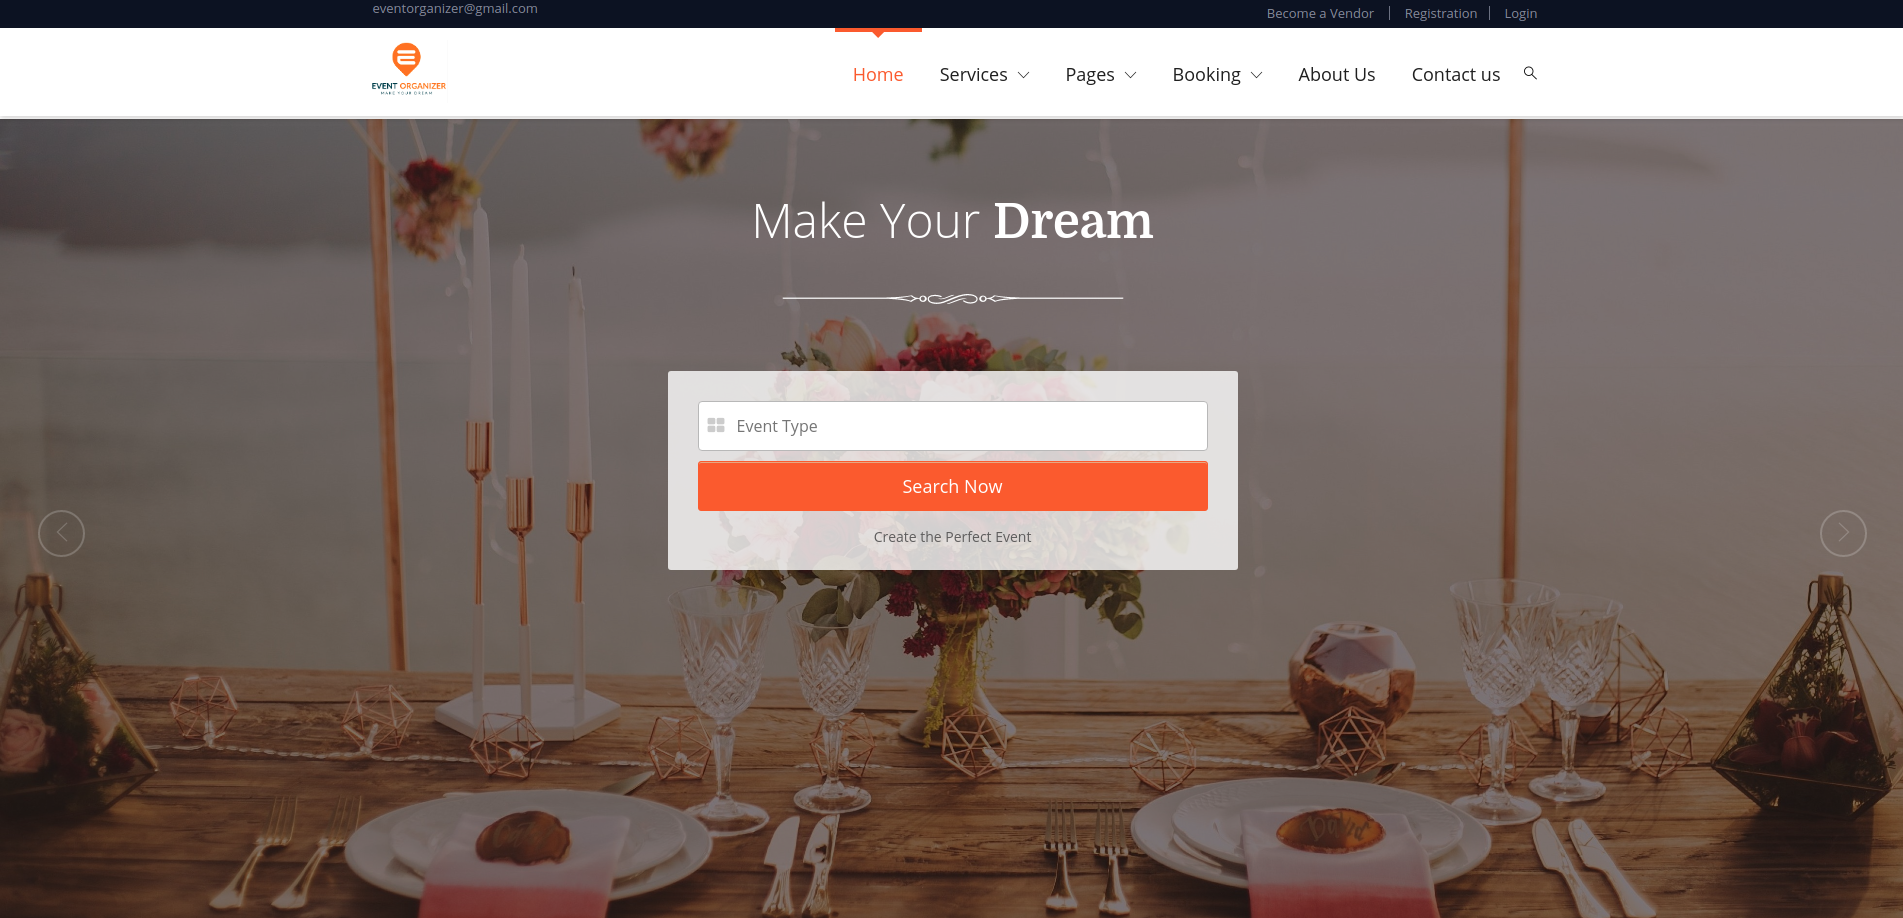 eventorganizer@gmail.com
Become a Vendor
Registration
Login
EVENT ORGANIZER
MAKE YOUR DREAM
Home
Services
Pages
Booking
About Us
Contact us
Make Your Dream
Event Type
Search Now
Create the Perfect Event